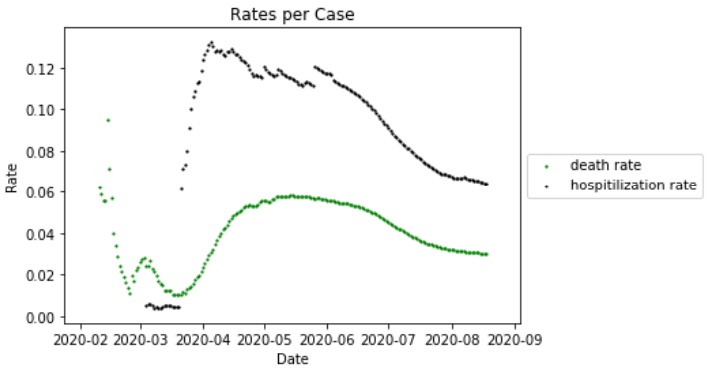 Rates per Case
0.12
0.10
0.08
0.06
0.04
0.02
0.00
Rate
2020-02 2020-03 2020-04 2020-05 2020-06 2020-07 2020-08 2020-09
Date
death rate
hospitilization rate